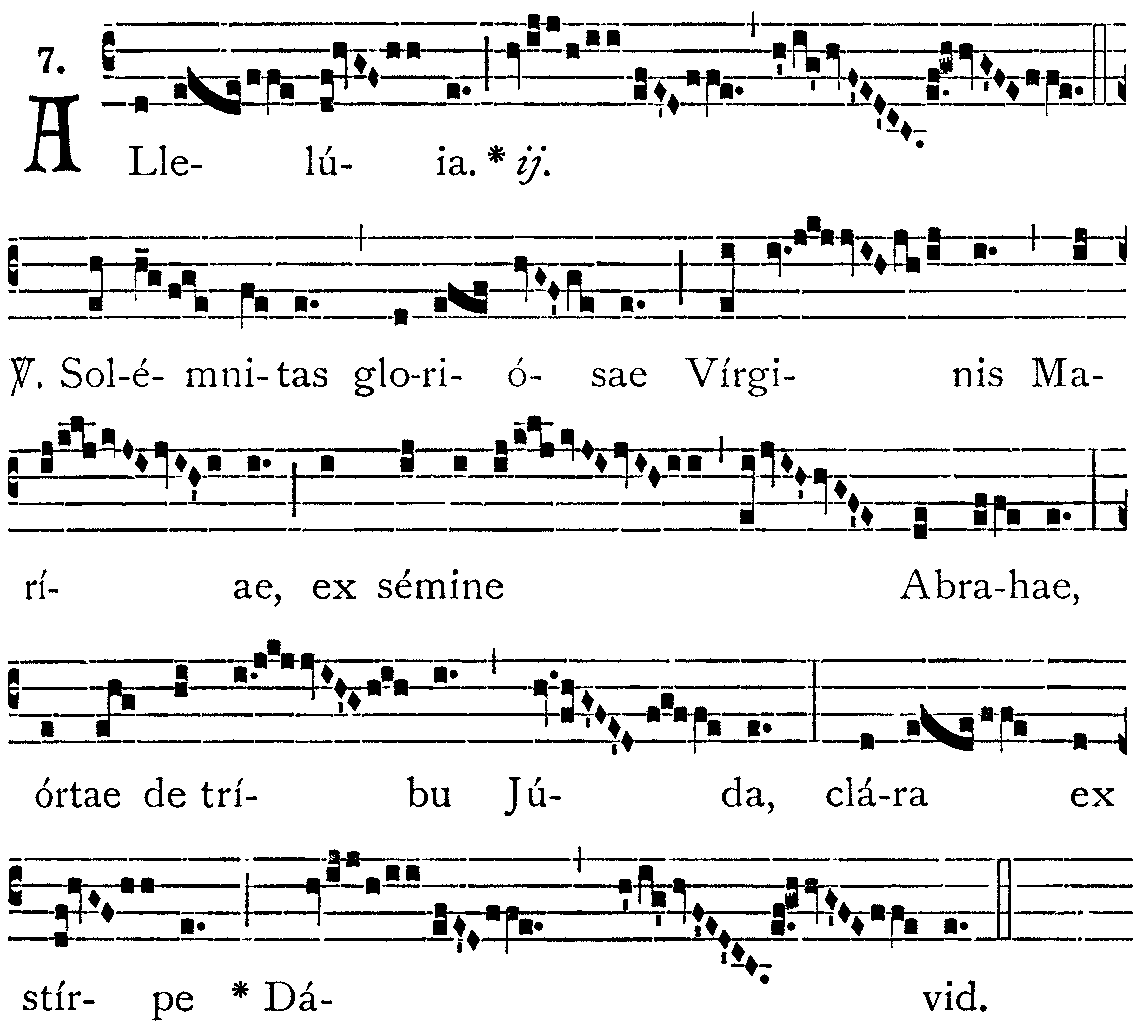 7.
ALle- lú- ia. * ij.
℣. Sol-é- mni-tas glo-ri- ó- sae Vírgi- nis Ma-
rí- ae, ex sémine Abra-hae,
órtae de trí- bu Jú- da, clá-ra ex
stír- pe * Dá- vid.